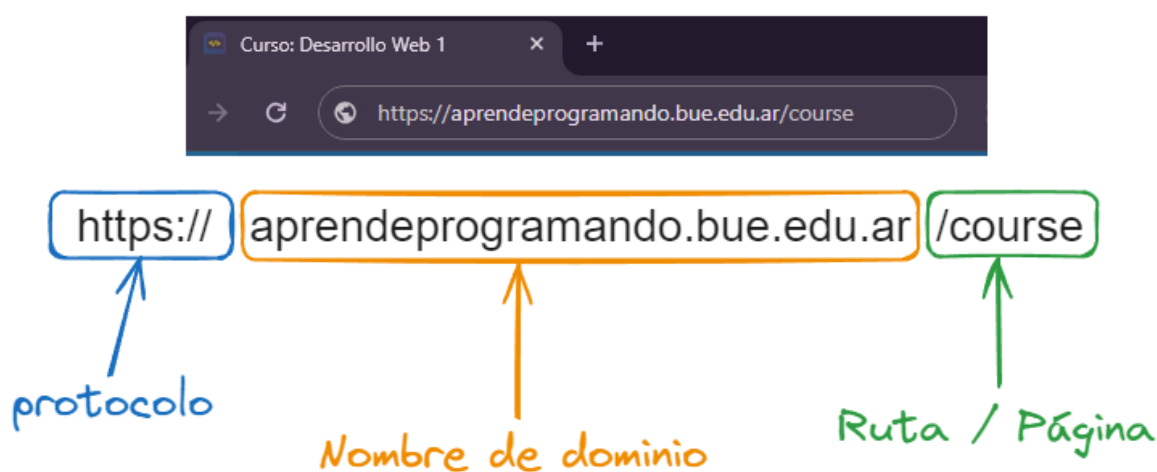 Curso: Desarrollo Web 1
https://aprendeprogramando.bue.edu.ar/course
https:// aprendeprogramando.bue.edu.ar /course
protocolo
Nombre de dominio
Ruta / Página